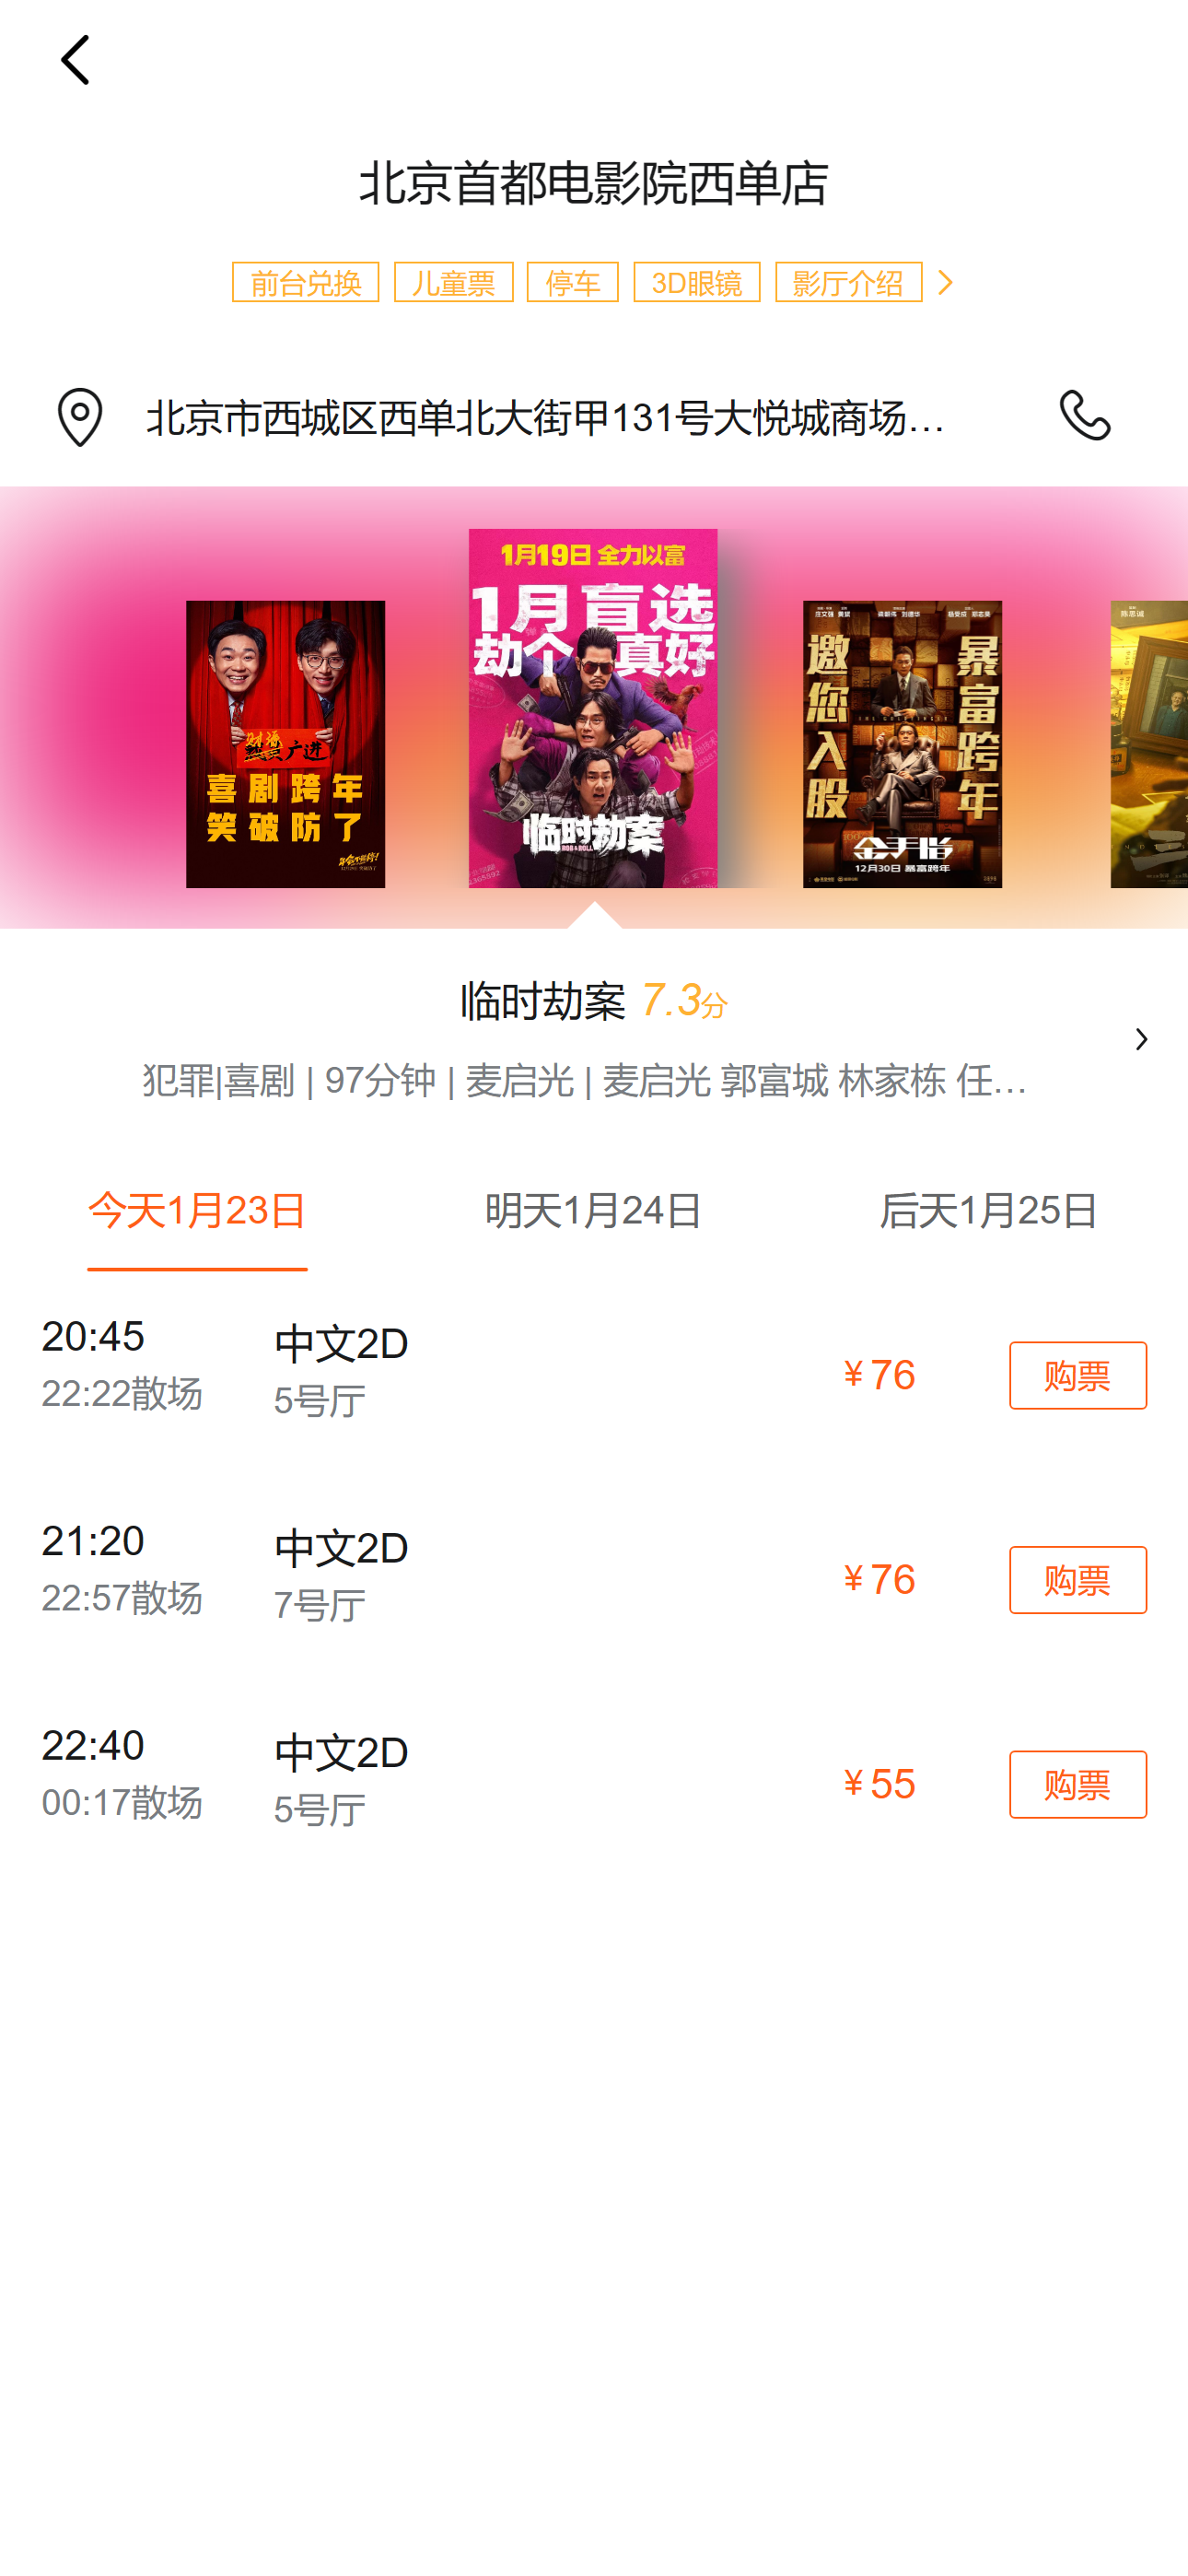 北京首都电影院西单店
前台兑换 儿童票 停车 3D眼镜 影厅介绍
北京市西城区西单北大街甲131号大悦城商场...
财源
广进
喜剧跨年
笑破防了
年会不能停!
1月19日 全力以富
1月盲选
劫个真好
临时劫案
邀您入股
暴富跨年
金手指
12月30日 暴富跨年
陈思诚
临时劫案 7.3分
犯罪|喜剧 | 97分钟 | 麦启光 | 麦启光 郭富城 林家栋 任...
今天1月23日 明天1月24日 后天1月25日
20:45 中文2D
22:22散场 5号厅
¥ 76 购票
21:20 中文2D
22:57散场 7号厅
¥ 76 购票
22:40 中文2D
00:17散场 5号厅
¥ 55 购票